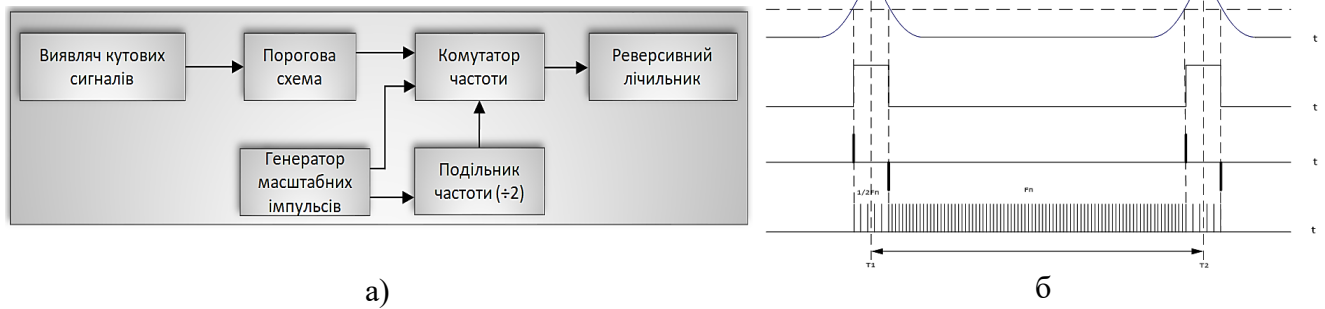 Виявляч кутових
сигналів
Порогова
схема
Комутатор
частоти
Реверсивний
лічильник
Генератор
масштабних
імпульсів
Подільник
частоти (÷2)
а)
t
t
t
1/2Fn
Fn
t
T1
T2
б